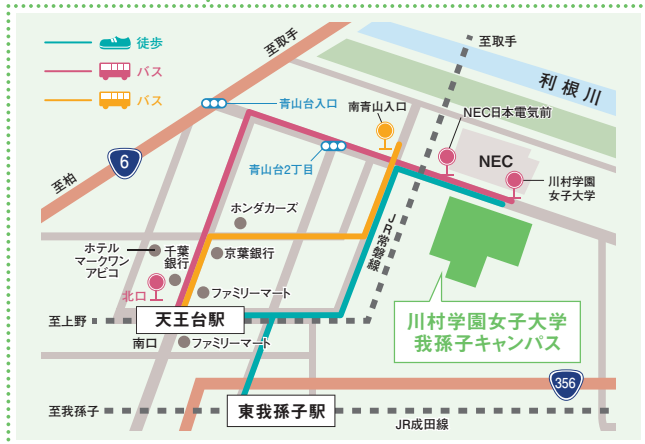 徒歩
バス
バス
至取手
至取手
利根川
青山台入口
南青山入口
NEC日本電気前
6
青山台2丁目
NEC
川村学園
女子大学
至柏
ホンダカーズ
JR常磐線
ホテル
マークワン
アビコ
千葉
銀行
京葉銀行
北口
ファミリーマート
至上野
天王台駅
川村学園女子大学
我孫子キャンパス
南口
ファミリーマート
356
至我孫子
東我孫子駅
JR成田線